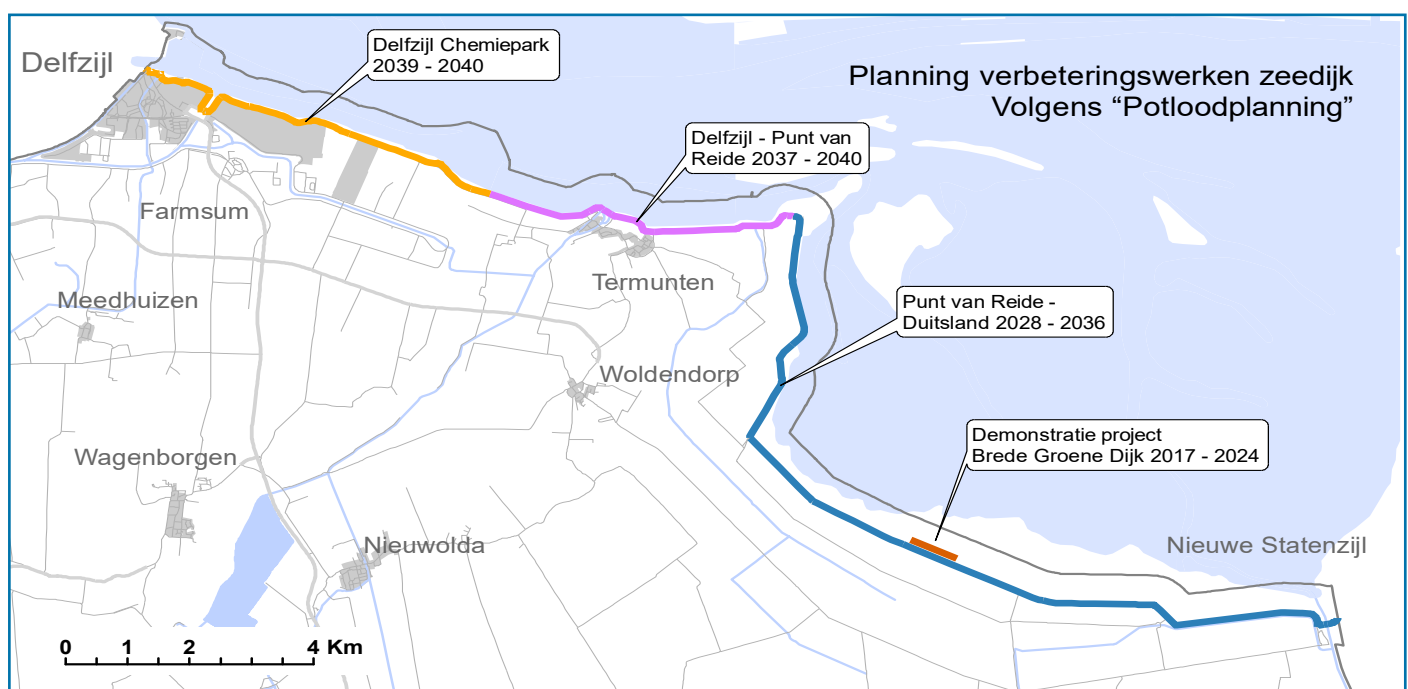 Delfzijl
Delfzijl Chemiepark
2039 - 2040
Planning verbeteringswerken zeedijk
Volgens “Potloodplanning”
Delfzijl - Punt van
Reide 2037 - 2040
Farmsum
Termunten
Meedhuizen
Punt van Reide -
Duitsland 2028 - 2036
Woldendorp
Demonstratie project
Brede Groene Dijk 2017 - 2024
Wagenborgen
Nieuwolda
Nieuwe Statenzijl
0 1 2 4 Km